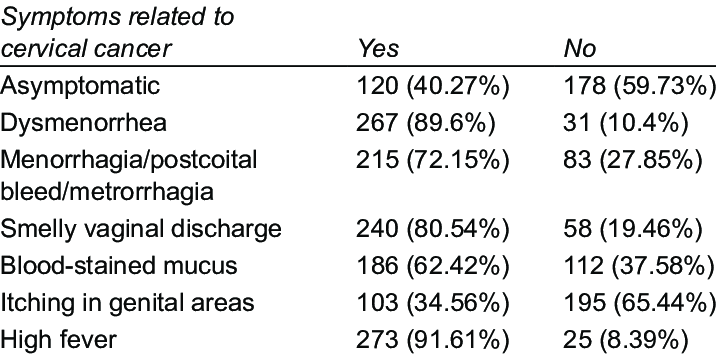 Symptoms related to
cervical cancer Yes No
Asymptomatic 120 (40.27%) 178 (59.73%)
Dysmenorrhea 267 (89.6%) 31 (10.4%)
Menorrhagia/postcoital 215 (72.15%) 83 (27.85%)
bleed/metrorrhagia
Smelly vaginal discharge 240 (80.54%) 58 (19.46%)
Blood-stained mucus 186 (62.42%) 112 (37.58%)
Itching in genital areas 103 (34.56%) 195 (65.44%)
High fever 273 (91.61%) 25 (8.39%)